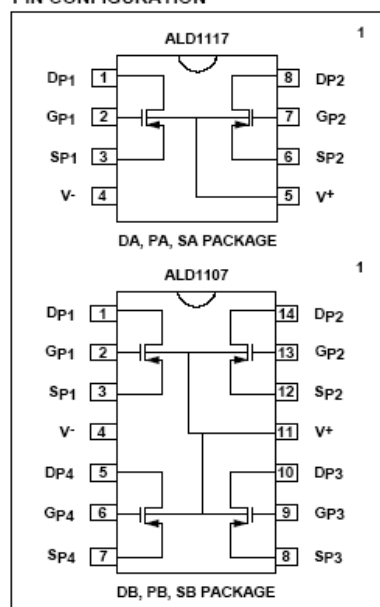 PIN CONFIGURATION
ALD1117
1
DP1 1 8 DP2
GP1 2 7 GP2
SP1 3 6 SP2
V- 4 5 V+
DA, PA, SA PACKAGE
ALD1107
1
DP1 1 14 DP2
GP1 2 13 GP2
SP1 3 12 SP2
V- 4 11 V+
DP4 5 10 DP3
GP4 6 9 GP3
SP4 7 8 SP3
DB, PB, SB PACKAGE